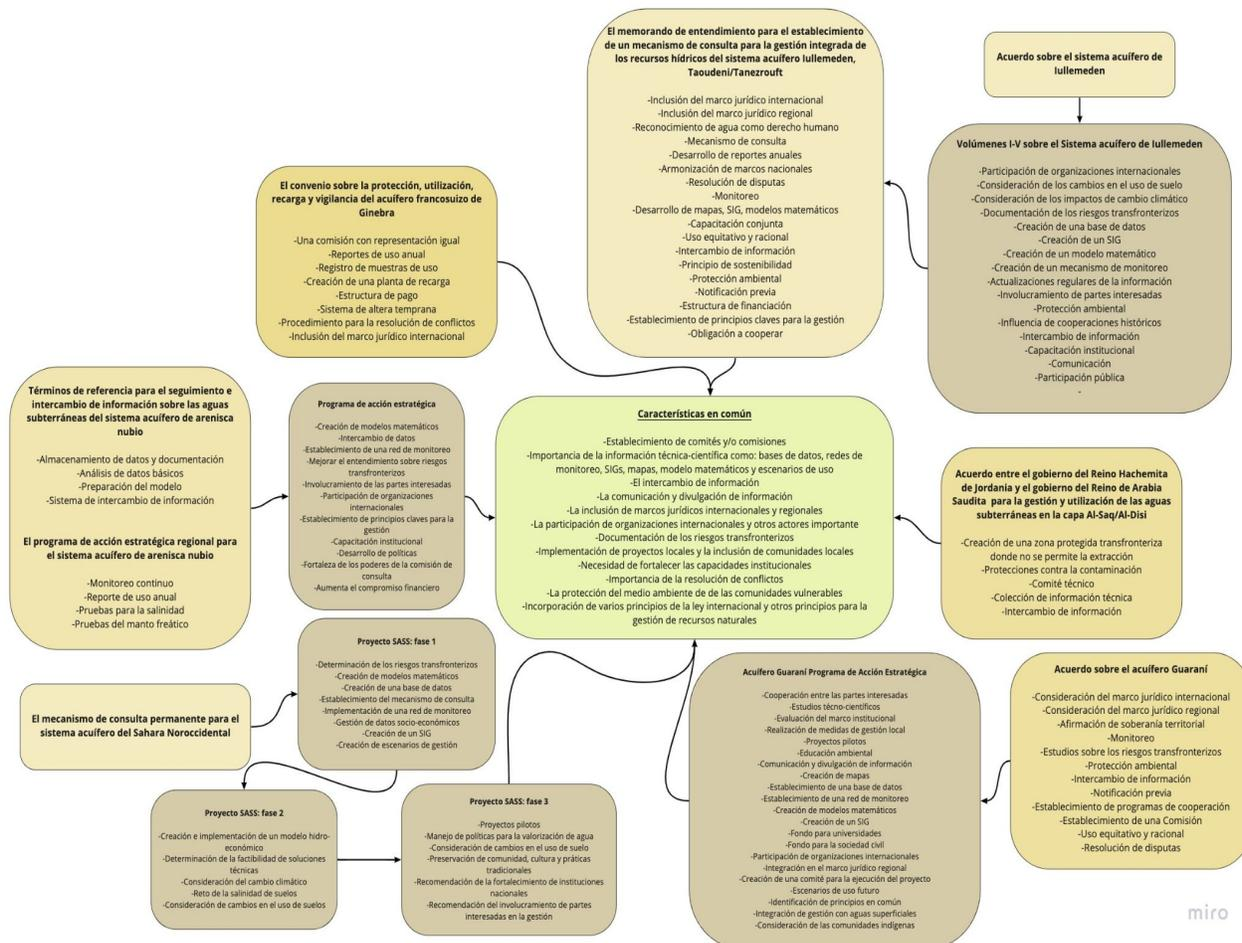 El memorando de entendimiento para el establecimiento
de un mecanismo de consulta para la gestión integrada de
los recursos hídricos del sistema acuífero Iullemeden,
Taoudeni/Tanezrouft
-Inclusión del marco jurídico internacional
-Inclusión del marco jurídico regional
-Reconocimiento de agua como derecho humano
-Mecanismo de consulta
-Desarrollo de reportes anuales
-Armonización de marcos nacionales
-Resolución de disputas
-Monitoreo
-Desarrollo de mapas, SIG, modelos matemáticos
-Capacitación conjunta
-Uso equitativo y racional
-Intercambio de información
-Principio de sostenibilidad
-Protección ambiental
-Notificación previa
-Estructura de financiación
-Establecimiento de principios claves para la gestión
-Obligación a cooperar
Acuerdo sobre el sistema acuífero de
Iullemeden
Volúmenes I-V sobre el Sistema acuífero de Iullemeden
-Participación de organizaciones internacionales
-Consideración de los cambios en el uso de suelo
-Consideración de los impactos de cambio climático
-Documentación de los riesgos transfronterizos
-Creación de una base de datos
-Creación de un SIG
-Creación de un modelo matemático
-Creación de un mecanismo de monitoreo
-Actualizaciones regulares de la información
-Involucramiento de partes interesadas
-Protección ambiental
-Influencia de cooperaciones históricos
-Intercambio de información
-Capacitación institucional
-Comunicación
-Participación pública
-
El convenio sobre la protección, utilización,
recarga y vigilancia del acuífero francosuizo de
Ginebra
-Una comisión con representación igual
-Reportes de uso anual
-Registro de muestras de uso
-Creación de una planta de recarga
-Estructura de pago
-Sistema de altera temprana
-Procedimiento para la resolución de conflictos
-Inclusión del marco jurídico internacional
Términos de referencia para el seguimiento e
intercambio de información sobre las aguas
subterráneas del sistema acuífero de arenisca
nubio
-Almacenamiento de datos y documentación
-Análisis de datos básicos
-Preparación del modelo
-Sistema de intercambio de información
El programa de acción estratégica regional para
el sistema acuífero de arenisca nubio
-Monitoreo continuo
-Reporte de uso anual
-Pruebas para la salinidad
-Pruebas del manto freático
Programa de acción estratégica
-Creación de modelos matemáticos
-Intercambio de datos
-Establecimiento de una red de monitoreo
-Mejorar el entendimiento sobre riesgos
transfronterizos
-Involucramiento de las partes interesadas
-Participación de organizaciones
internacionales
-Establecimiento de principios claves para la
gestión
-Capacitación institucional
-Desarrollo de políticas
-Fortaleza de los poderes de la comisión de
consulta
-Aumenta el compromiso financiero
Características en común
-Establecimiento de comités y/o comisiones
-Importancia de la información técnica-científica como: bases de datos, redes de
monitoreo, SIGs, mapas, modelo matemáticos y escenarios de uso
-El intercambio de información
-La comunicación y divulgación de información
-La inclusión de marcos jurídicos internacionales y regionales
-La participación de organizaciones internacionales y otros actores importante
-Documentación de los riesgos transfronterizos
-Implementación de proyectos locales y la inclusión de comunidades locales
-Necesidad de fortalecer las capacidades institucionales
-Importancia de la resolución de conflictos
-La protección del medio ambiente de de las comunidades vulnerables
-Incorporación de varios principios de la ley internacional y otros principios para la
gestión de recursos naturales
Acuerdo entre el gobierno del Reino Hachemita
de Jordania y el gobierno del Reino de Arabia
Saudita para la gestión y utilización de las aguas
subterráneas en la capa Al-Saq/Al-Disi
-Creación de una zona protegida transfronteriza
donde no se permite la extracción
-Protecciones contra la contaminación
-Comité técnico
-Colección de información técnica
-Intercambio de información
El mecanismo de consulta permanente para el
sistema acuífero del Sahara Noroccidental
Proyecto SASS: fase 1
-Determinación de los riesgos transfronterizos
-Creación de modelos matemáticos
-Creación de una base de datos
-Establecimiento del mecanismo de consulta
-Implementación de una red de monitoreo
-Gestión de datos socio-económicos
-Creación de un SIG
-Creación de escenarios de gestión
Proyecto SASS: fase 2
-Creación e implementación de un modelo hidro-
económico
-Determinación de la factibilidad de soluciones
técnicas
-Consideración del cambio climático
-Reto de la salinidad de suelos
-Consideración de cambios en el uso de suelos
Proyecto SASS: fase 3
-Proyectos pilotos
-Manejo de políticas para la valorización de agua
-Consideración de cambios en el uso de suelo
-Preservación de comunidad, cultura y práticas
tradicionales
-Recomendación de la fortalecimiento de instituciones
nacionales
-Recomendación del involucramiento de partes
interesadas en la gestión
Acuífero Guaraní Programa de Acción Estratégica
-Cooperación entre las partes interesadas
-Estudios técno-científicos
-Evaluación del marco institucional
-Realización de medidas de gestión local
-Proyectos pilotos
-Educación ambiental
-Comunicación y divulgación de información
-Creación de mapas
-Establecimiento de una base de datos
-Establecimiento de una red de monitoreo
-Creación de modelos matemáticos
-Creación de un SIG
-Fondo para universidades
-Fondo para la sociedad civil
-Participación de organizaciones internacionales
-Integración en el marco jurídico regional
-Creación de una comité para la ejecución del proyecto
-Escenarios de uso futuro
-Identificación de principios en común
-Integración de gestión con aguas superficiales
-Consideración de las comunidades indígenas
Acuerdo sobre el acuífero Guaraní
-Consideración del marco jurídico internacional
-Consideración del marco jurídico regional
-Afirmación de soberanía territorial
-Monitoreo
-Estudios sobre los riesgos transfronterizos
-Protección ambiental
-Intercambio de información
-Notificación previa
-Establecimiento de programas de cooperación
-Establecimiento de una Comisión
-Uso equitativo y racional
-Resolución de disputas
miro